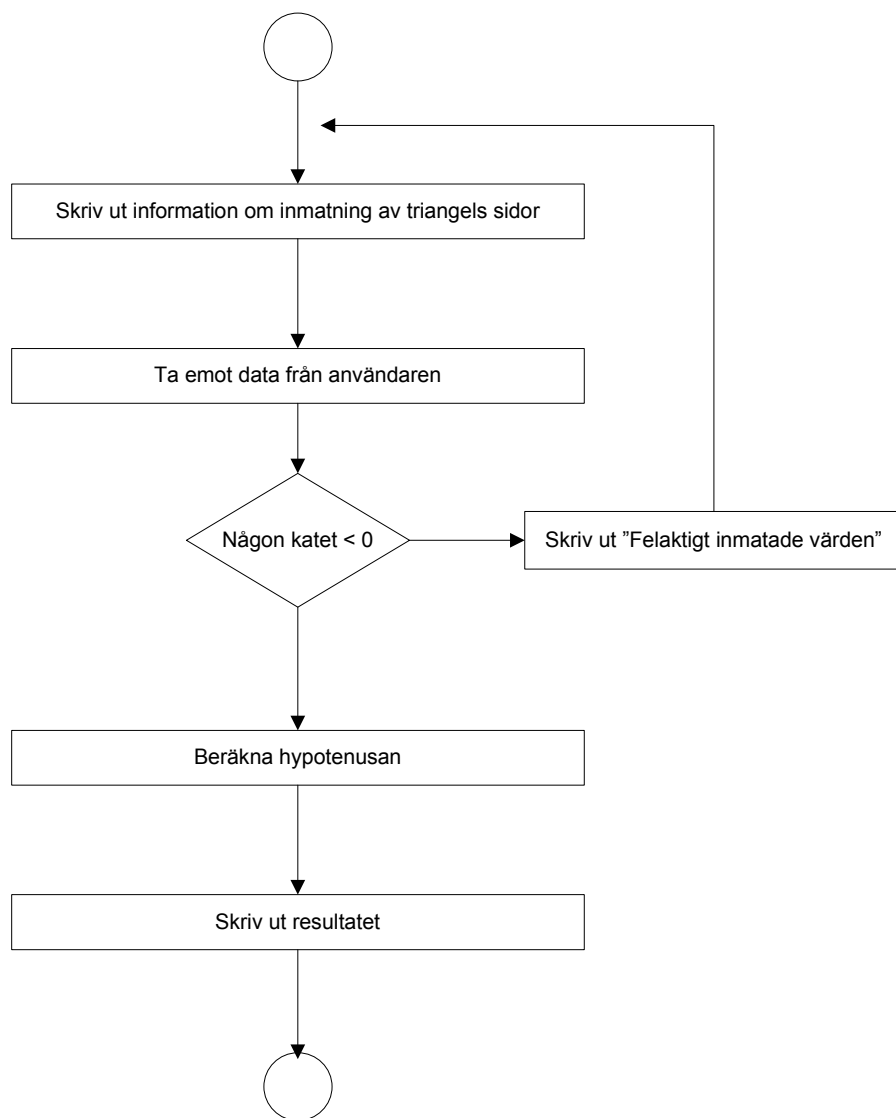 Skriv ut information om inmatning av triangels sidor
Ta emot data från användaren
Någon katet < 0
Skriv ut ”Felaktigt inmatade värden”
Beräkna hypotenusan
Skriv ut resultatet